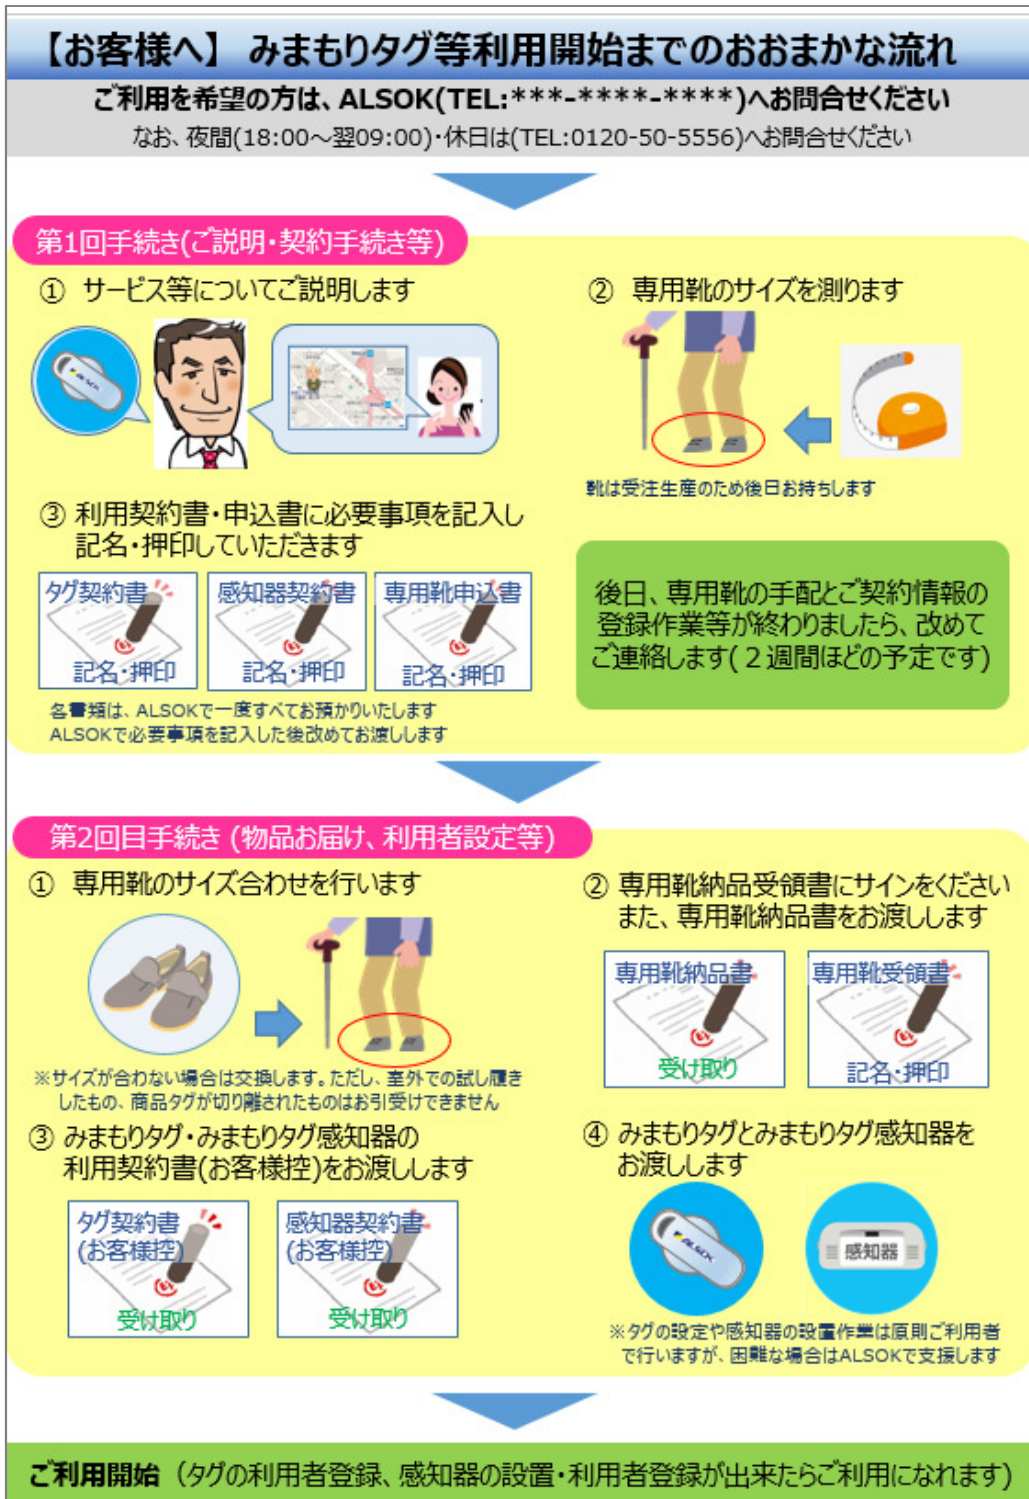 【お客様へ】 みまもりタグ等利用開始までのおおまかな流れ
ご利用を希望の方は、ALSOK(TEL:***-****-****)へお問合せください
なお、夜間(18:00～翌09:00)・休日は(TEL:0120-50-5556)へお問合せください
第1回手続き(ご説明・契約手続き等)
① サービス等についてご説明します
ALSOK
② 専用靴のサイズを測ります
靴は受注生産のため後日お持ちします
③ 利用契約書・申込書に必要事項を記入し
記名・押印していただきます
タグ契約書
記名・押印
感知器契約書
記名・押印
専用靴申込書
記名・押印
各書類は、ALSOKで一度すべてお預かりいたします
ALSOKで必要事項を記入した後改めてお渡しします
後日、専用靴の手配とご契約情報の
登録作業等が終わりましたら、改めて
ご連絡します(２週間ほどの予定です)
第2回目手続き (物品お届け、利用者設定等)
① 専用靴のサイズ合わせを行います
※サイズが合わない場合は交換します。ただし、室外での試し履き
したもの、商品タグが切り離されたものはお引受けできません
② 専用靴納品受領書にサインをください
また、専用靴納品書をお渡しします
専用靴納品書
受け取り
専用靴受領書
記名・押印
③ みまもりタグ・みまもりタグ感知器の
利用契約書(お客様控)をお渡しします
タグ契約書
(お客様控)
受け取り
感知器契約書
(お客様控)
受け取り
④ みまもりタグとみまもりタグ感知器を
お渡しします
ALSOK
感知器
※タグの設定や感知器の設置作業は原則ご利用者
で行いますが、困難な場合はALSOKで支援します
ご利用開始 (タグの利用者登録、感知器の設置・利用者登録が出来たらご利用になれます)